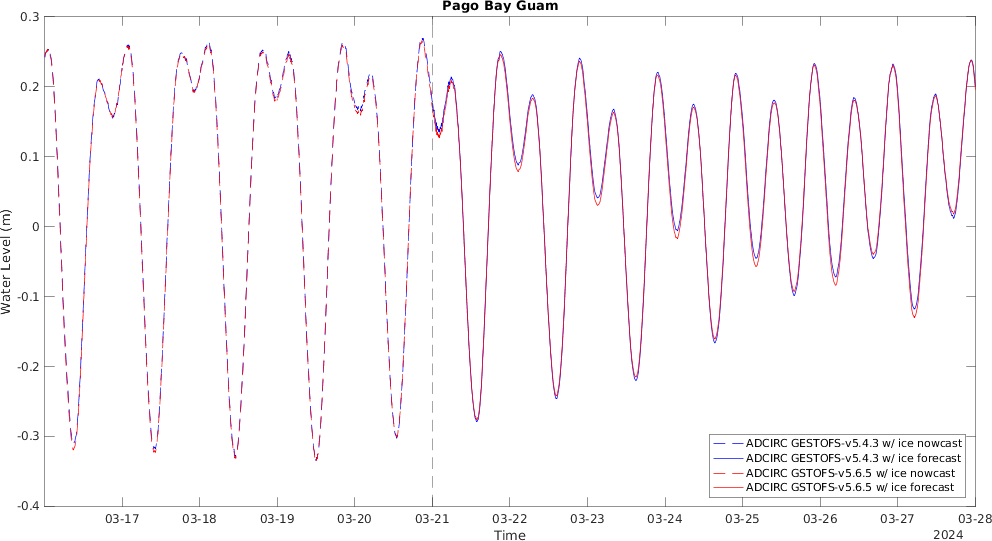 Pago Bay Guam
0.3
0.2
0.1
0
-0.1
-0.2
-0.3
-0.4
Water Level (m)
ADCIRC GESTOFS-v5.4.3 w/ ice nowcast
ADCIRC GESTOFS-v5.4.3 w/ ice forecast
ADCIRC GSTOFS-v5.6.5 w/ ice nowcast
ADCIRC GSTOFS-v5.6.5 w/ ice forecast
03-17 03-18 03-19 03-20 03-21 03-22 03-23 03-24 03-25 03-26 03-27 03-28
Time
2024